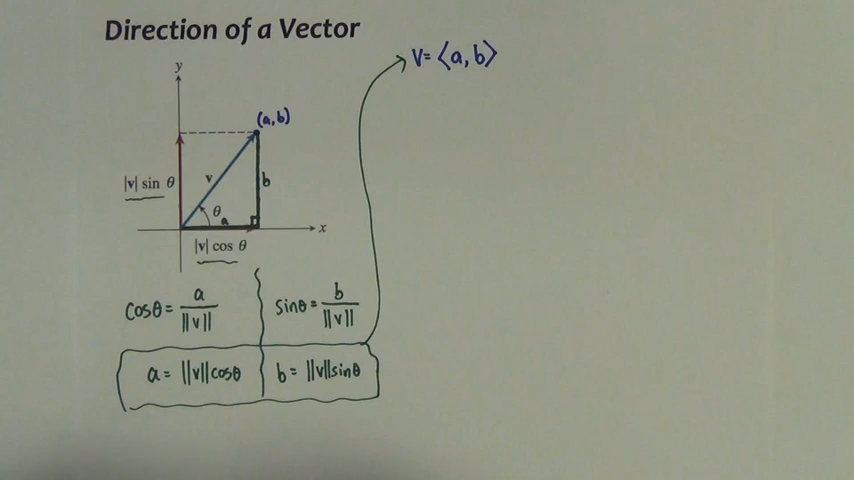 Direction of a Vector
V = ⟨a, b⟩
y
(a, b)
v
b
|v| sin θ
θ
a
x
|v| cos θ
cosθ = a/||v||
sinθ = b/||v||
a = ||v||cosθ
b = ||v||sinθ